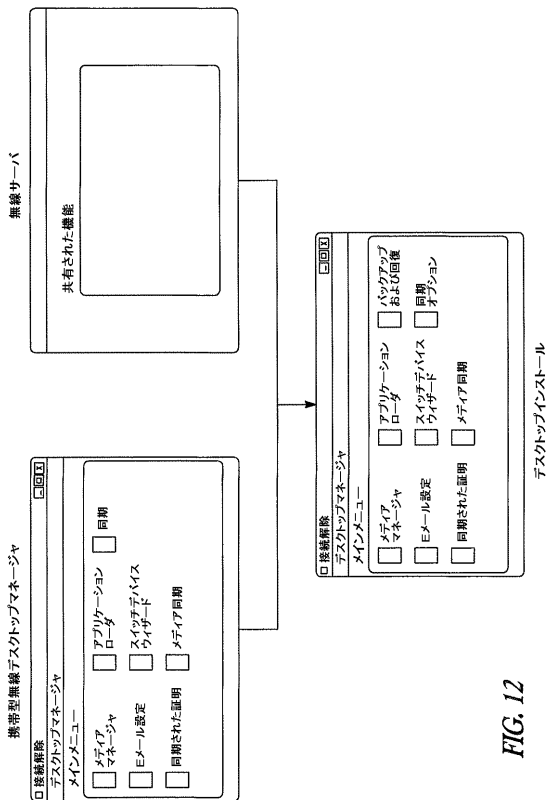 携帯型無線デスクトップマネージャ
接続解除
デスクトップマネージャ
メインメニュー
メディア
マネージャ
アプリケーション
ローダ
同期
Eメール設定
スイッチデバイス
ウィザード
同期された証明
メディア同期
無線サーバ
共有された機能
接続解除
デスクトップマネージャ
メインメニュー
メディア
マネージャ
アプリケーション
ローダ
バックアップ
および回復
Eメール設定
スイッチデバイス
ウィザード
同期
オプション
同期された証明
メディア同期
デスクトップインストール
FIG. 12